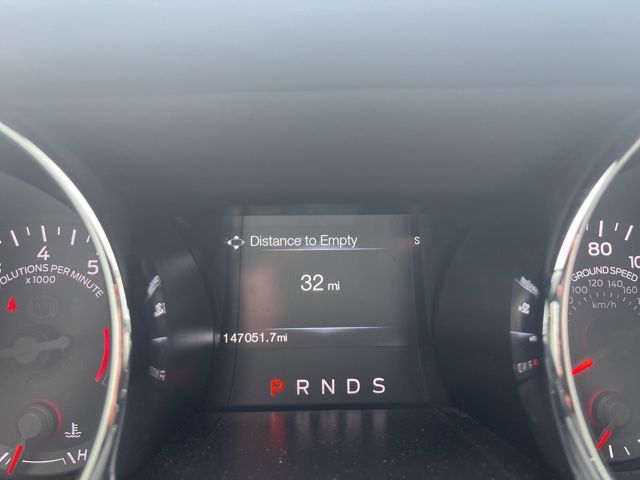 Distance to Empty
S
32 mi
147051.7mi
P R N D S
4
5
REVOLUTIONS PER MINUTE
x1000
H
80
GROUND SPEED
100 120 140 160
km/h